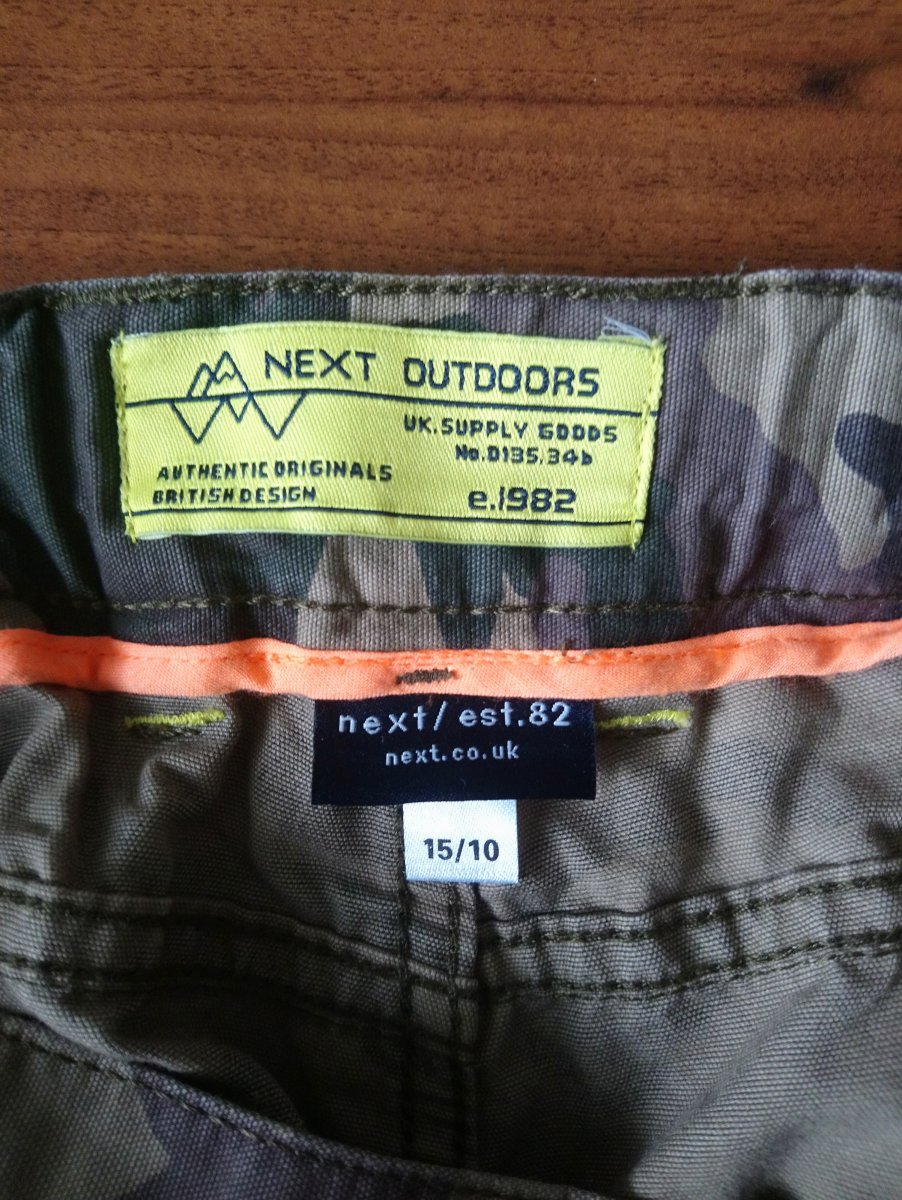 NEXT OUTDOORS
UK.SUPPLY GOODS
No.D135.34b
AUTHENTIC ORIGINALS
BRITISH DESIGN
e.1982
next/est.82
next.co.uk
15/10